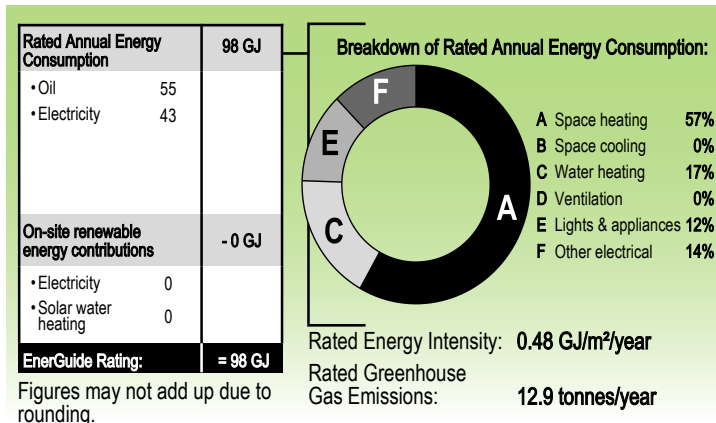 Rated Annual Energy
Consumption
98 GJ
• Oil 55
• Electricity 43
On-site renewable
energy contributions
- 0 GJ
• Electricity 0
• Solar water
heating 0
EnerGuide Rating: = 98 GJ
Figures may not add up due to
rounding.
Breakdown of Rated Annual Energy Consumption:
F
E
C
A
A Space heating 57%
B Space cooling 0%
C Water heating 17%
D Ventilation 0%
E Lights & appliances 12%
F Other electrical 14%
Rated Energy Intensity: 0.48 GJ/m²/year
Rated Greenhouse
Gas Emissions: 12.9 tonnes/year